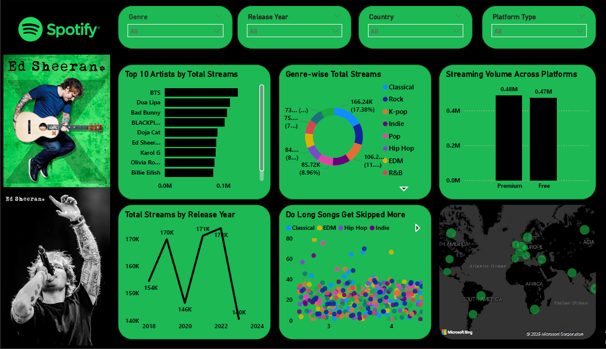 Spotify
Genre
All
Release Year
All
Country
All
Platform Type
All
Ed Sheeran.
Top 10 Artists by Total Streams
BTS
Dua Lipa
Bad Bunny
BLACKPI...
Doja Cat
Ed Sheer...
Karol G
Olivia Ro...
Billie Eilish
0.0M
0.1M
Genre-wise Total Streams
166.24K
(17.38%)
106.2...
(11....)
85.72K
(8.96%)
84....
(8...)
75....
(7...)
73... (...)
Classical
Rock
K-pop
Indie
Pop
Hip Hop
EDM
R&B
Streaming Volume Across Platforms
0.48M
0.47M
0.4M
0.2M
0.0M
Premium
Free
Ed Sheeran.
Total Streams by Release Year
170K
160K
150K
140K
154K
170K
146K
171K
2018
2020
2022
2024
Do Long Songs Get Skipped More
Classical
EDM
Hip Hop
Indie
80
60
40
20
0
3
4
EUROPE
Atlantic Ocean
AFRICA
SOUTH AMERICA
Indian Ocean
Microsoft Bing
Microsoft Corporation